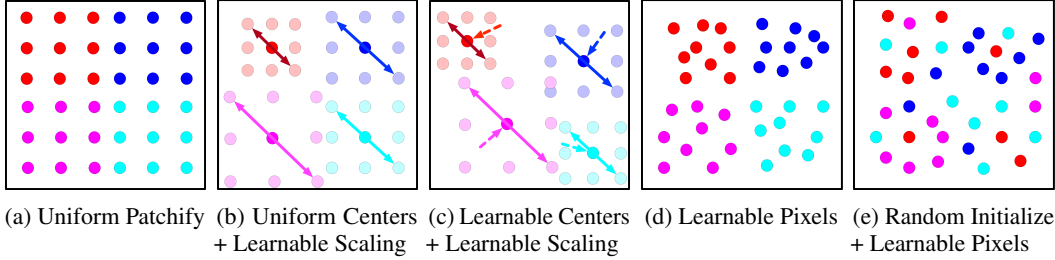 (a) Uniform Patchify
(b) Uniform Centers
+ Learnable Scaling
(c) Learnable Centers
+ Learnable Scaling
(d) Learnable Pixels
(e) Random Initialize
+ Learnable Pixels